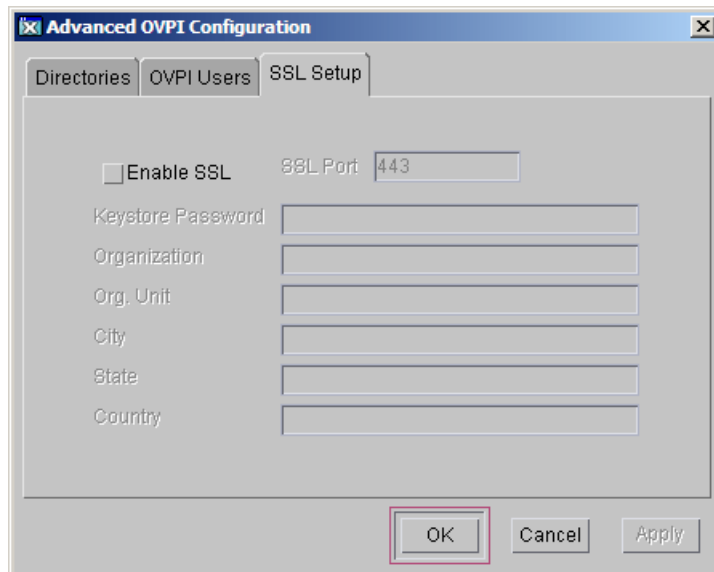 Advanced OVPI Configuration
Directories OVPI Users SSL Setup
Enable SSL SSL Port 443
Keystore Password
Organization
Org. Unit
City
State
Country
OK Cancel Apply